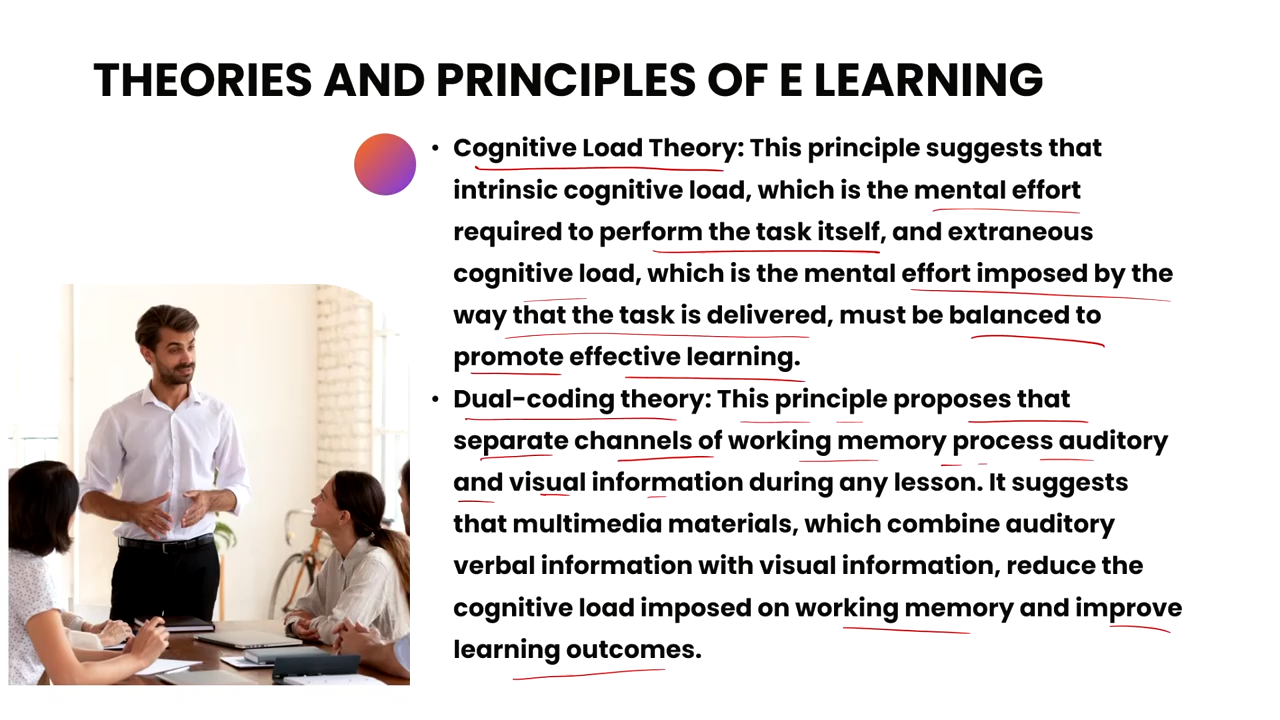 THEORIES AND PRINCIPLES OF E LEARNING
• Cognitive Load Theory: This principle suggests that
intrinsic cognitive load, which is the mental effort
required to perform the task itself, and extraneous
cognitive load, which is the mental effort imposed by the
way that the task is delivered, must be balanced to
promote effective learning.
• Dual-coding theory: This principle proposes that
separate channels of working memory process auditory
and visual information during any lesson. It suggests
that multimedia materials, which combine auditory
verbal information with visual information, reduce the
cognitive load imposed on working memory and improve
learning outcomes.